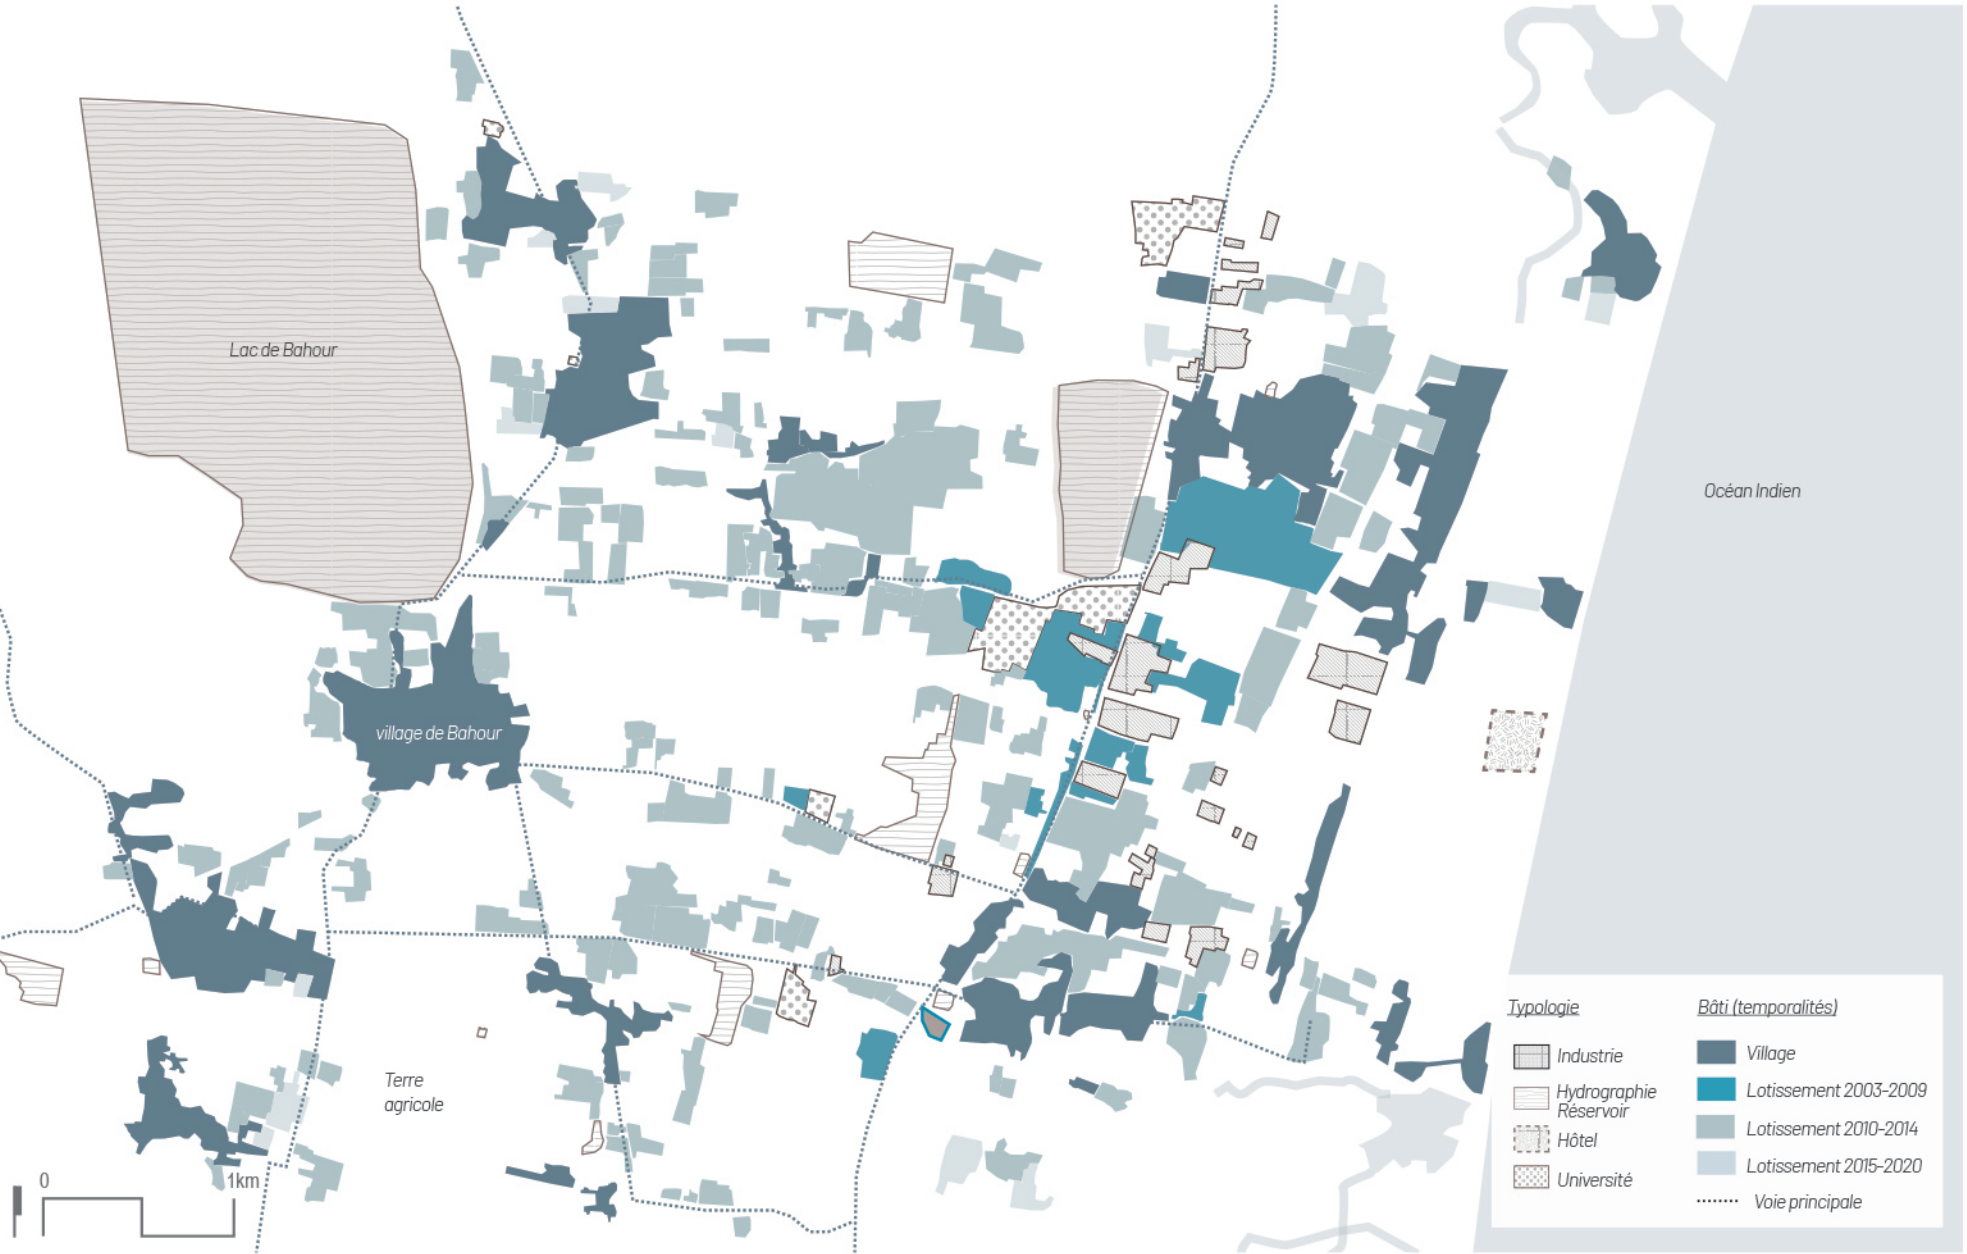 Lac de Bahour
Océan Indien
village de Bahour
Terre
agricole
0
1km
Typologie
Industrie
Hydrographie
Réservoir
Hôtel
Université
Bâti (temporalités)
Village
Lotissement 2003-2009
Lotissement 2010-2014
Lotissement 2015-2020
Voie principale